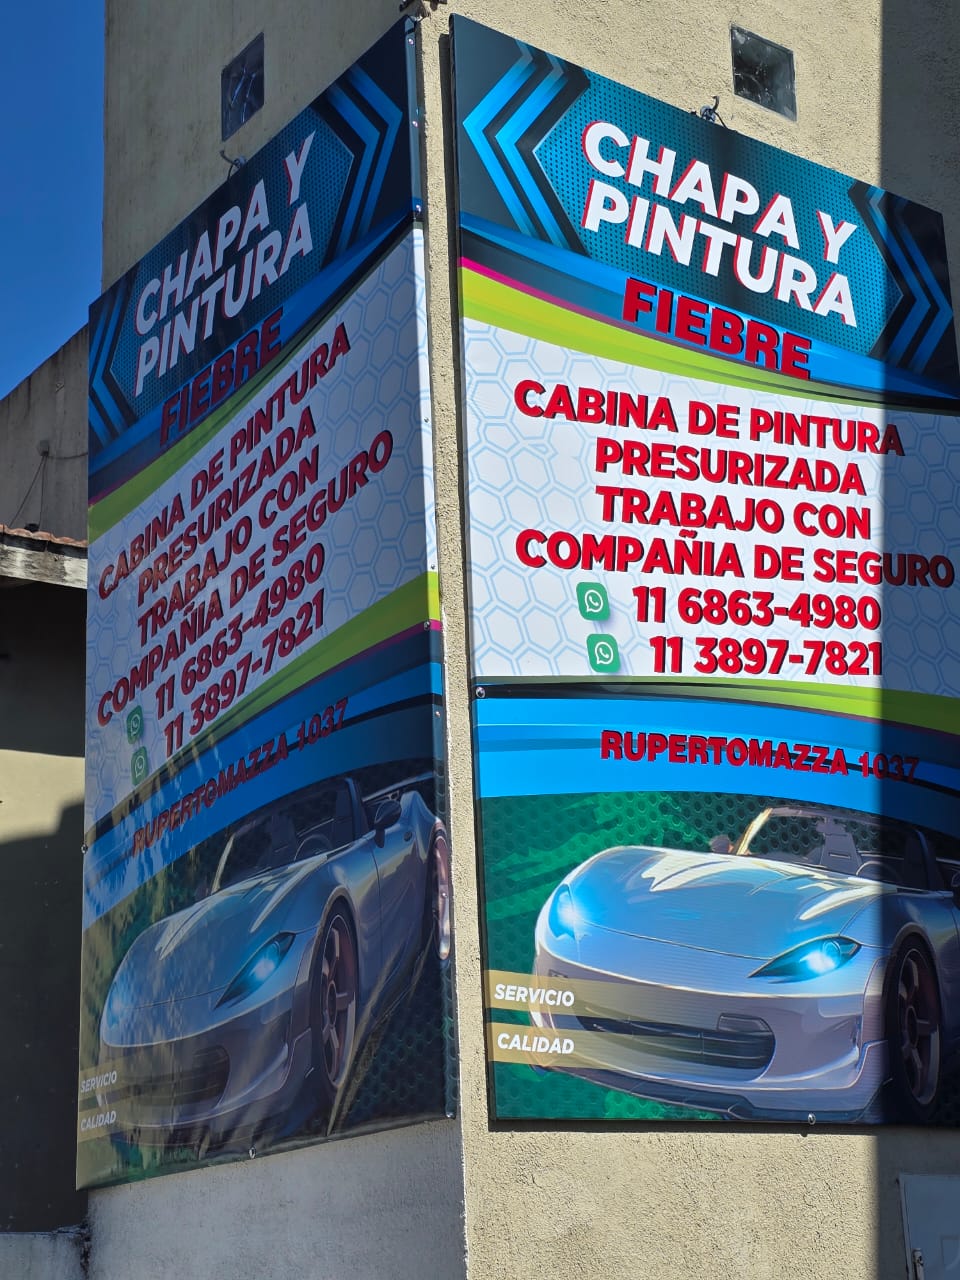 CHAPA Y
PINTURA
FIEBRE
CABINA DE PINTURA
PRESURIZADA
TRABAJO CON
COMPAÑIA DE SEGURO
11 6863-4980
11 3897-7821
RUPERTOMAZZA 1037
SERVICIO
CALIDAD
CHAPA Y
PINTURA
FIEBRE
CABINA DE PINTURA
PRESURIZADA
TRABAJO CON
COMPAÑIA DE SEGURO
11 6863-4980
11 3897-7821
RUPERTOMAZZA 1037
SERVICIO
CALIDAD